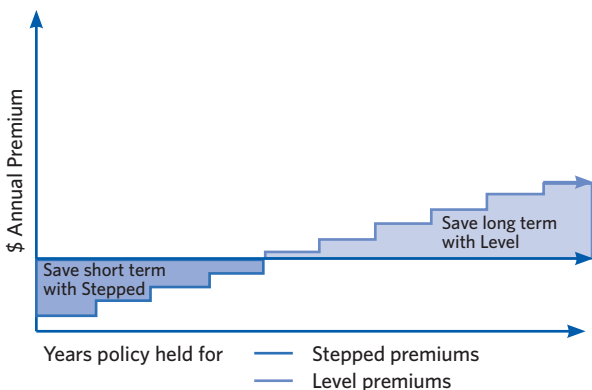 $ Annual Premium
Save long term
with Level
Save short term
with Stepped
Years policy held for
Stepped premiums
Level premiums